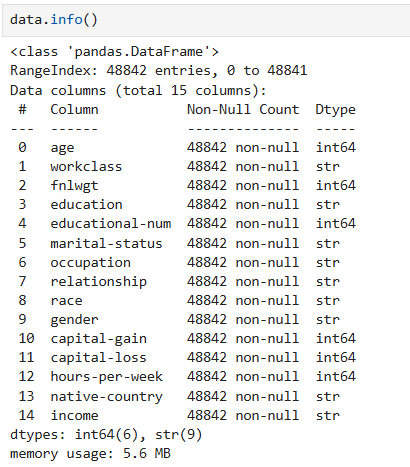 data.info()
<class 'pandas.DataFrame'>
RangeIndex: 48842 entries, 0 to 48841
Data columns (total 15 columns):
 #   Column           Non-Null Count  Dtype
---  ------           --------------  -----
 0   age              48842 non-null  int64
 1   workclass        48842 non-null  str
 2   fnlwgt           48842 non-null  int64
 3   education        48842 non-null  str
 4   educational-num  48842 non-null  int64
 5   marital-status   48842 non-null  str
 6   occupation       48842 non-null  str
 7   relationship     48842 non-null  str
 8   race             48842 non-null  str
 9   gender           48842 non-null  str
 10  capital-gain     48842 non-null  int64
 11  capital-loss     48842 non-null  int64
 12  hours-per-week   48842 non-null  int64
 13  native-country   48842 non-null  str
 14  income           48842 non-null  str
dtypes: int64(6), str(9)
memory usage: 5.6 MB